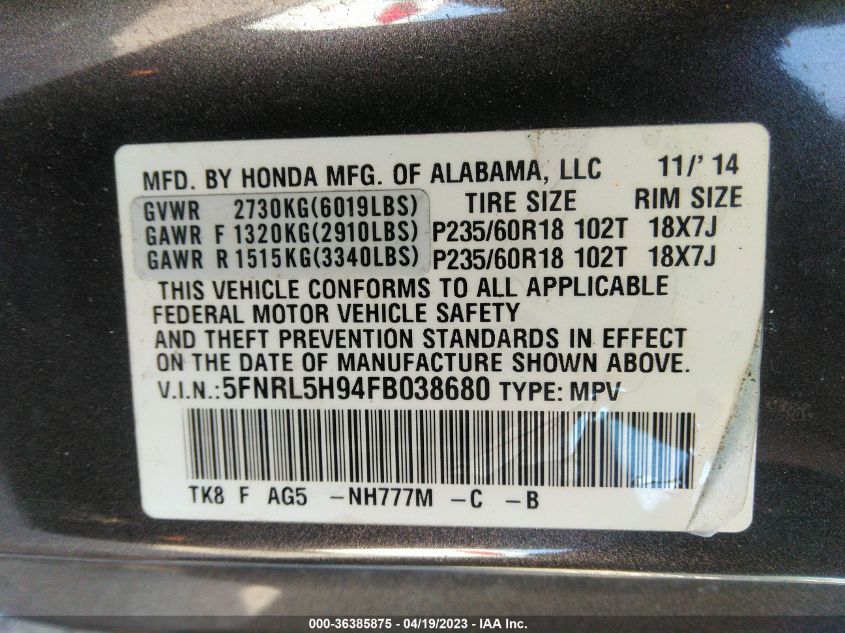 MFD. BY HONDA MFG. OF ALABAMA, LLC 11/' 14
GVWR 2730KG(6019LBS) TIRE SIZE RIM SIZE
GAWR F 1320KG(2910LBS) P235/60R18 102T 18X7J
GAWR R 1515KG(3340LBS) P235/60R18 102T 18X7J
THIS VEHICLE CONFORMS TO ALL APPLICABLE
FEDERAL MOTOR VEHICLE SAFETY
AND THEFT PREVENTION STANDARDS IN EFFECT
ON THE DATE OF MANUFACTURE SHOWN ABOVE.
V.I.N.:5FNRL5H94FB038680 TYPE: MPV
TK8 F AG5 -NH777M -C -B
000-36385875 - 04/19/2023 - IAA Inc.